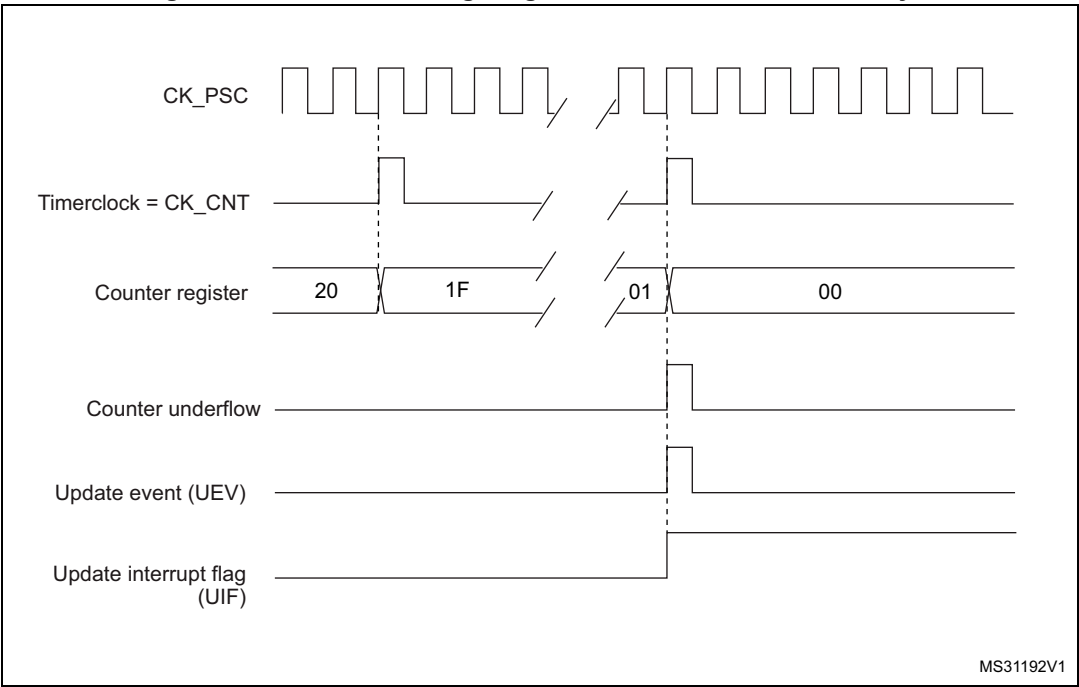 CK_PSC
Timerclock = CK_CNT
Counter register
20
1F
01
00
Counter underflow
Update event (UEV)
Update interrupt flag
(UIF)
MS31192V1